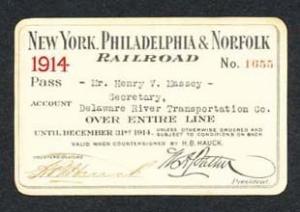 NEW YORK, PHILADELPHIA & NORFOLK
RAILROAD
1914 No. 1655
Pass - Mr. Henry V. Massey -
Secretary,
ACCOUNT Delaware River Transportation Co.
OVER ENTIRE LINE
UNTIL DECEMBER 31ST 1914. UNLESS OTHERWISE ORDERED AND
SUBJECT TO CONDITIONS ON BACK
VALID WHEN COUNTERSIGNED BY H.B. HAUCK.
COUNTERSIGNED
President.